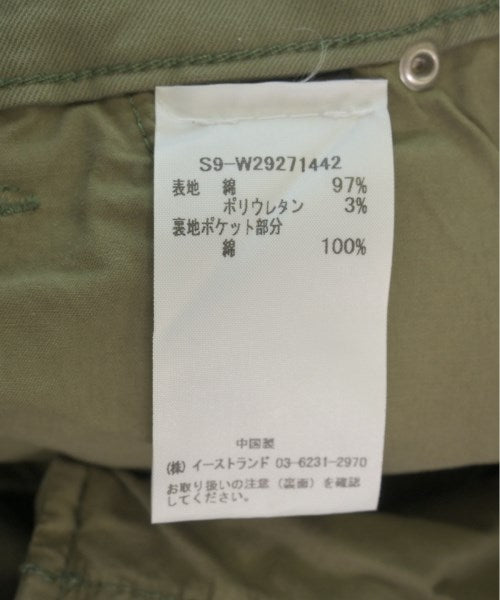 S9-W29271442
表地 綿 97%
ポリウレタン 3%
裏地ポケット部分
綿 100%
中国製
(株) イーストランド 03-6231-2970
お取り扱いの注意 (裏面) を確認
してください。